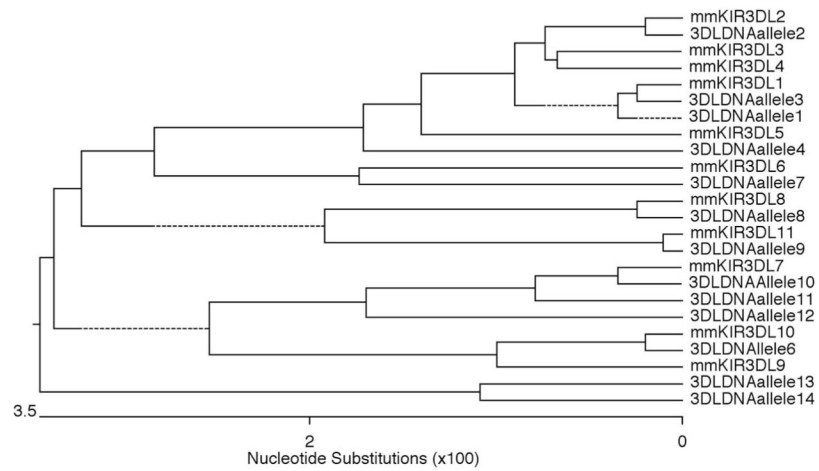 mmKIR3DL2
3DLDNAallele2
mmKIR3DL3
mmKIR3DL4
mmKIR3DL1
3DLDNAallele3
3DLDNAallele1
mmKIR3DL5
3DLDNAallele4
mmKIR3DL6
3DLDNAallele7
mmKIR3DL8
3DLDNAallele8
mmKIR3DL11
3DLDNAallele9
mmKIR3DL7
3DLDNAAllele10
3DLDNAallele11
3DLDNAallele12
mmKIR3DL10
3DLDNAllele6
mmKIR3DL9
3DLDNAallele13
3DLDNAallele14
3.5
2 0
Nucleotide Substitutions (x100)